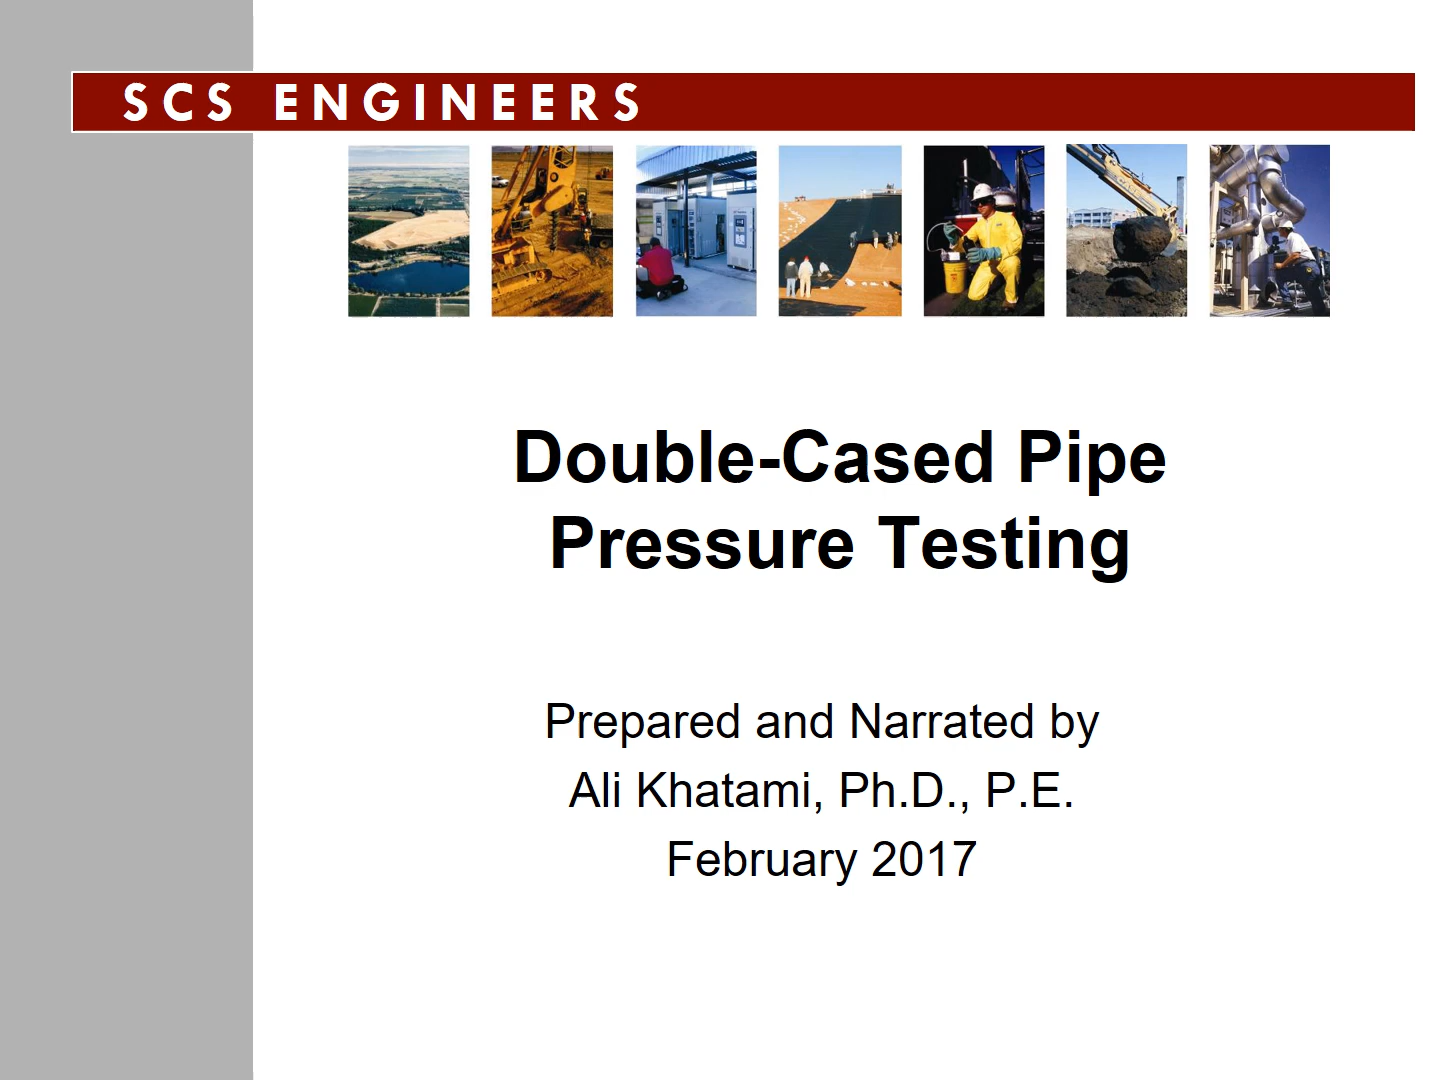 SCS ENGINEERS
Double-Cased Pipe
Pressure Testing
Prepared and Narrated by
Ali Khatami, Ph.D., P.E.
February 2017